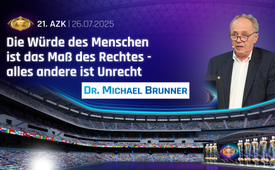 21. AZK | 26.07.2025
Die Würde des Menschen
ist das Maß des Rechtes -
alles andere ist Unrecht
Dr. Michael Brunner